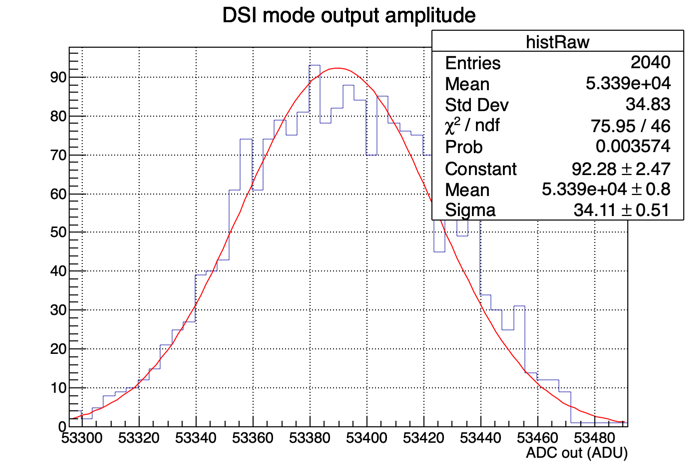 DSI mode output amplitude
histRaw
Entries 2040
Mean 5.339e+04
Std Dev 34.83
χ² / ndf 75.95 / 46
Prob 0.003574
Constant 92.28 ± 2.47
Mean 5.339e+04 ± 0.8
Sigma 34.11 ± 0.51
90
80
70
60
50
40
30
20
10
0
53300 53320 53340 53360 53380 53400 53420 53440 53460 53480
ADC out (ADU)